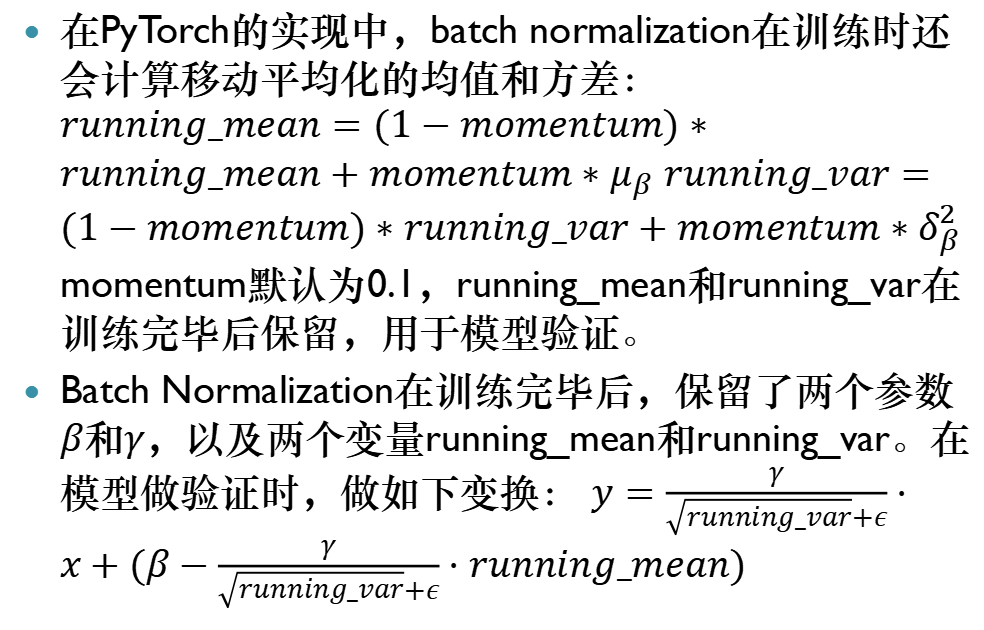 • 在PyTorch的实现中，batch normalization在训练时还
会计算移动平均化的均值和方差：
running_mean = (1 − momentum) ∗
running_mean + momentum ∗ μ_β running_var =
(1 − momentum) ∗ running_var + momentum ∗ δ_β^2
momentum默认为0.1，running_mean和running_var在
训练完毕后保留，用于模型验证。
• Batch Normalization在训练完毕后，保留了两个参数
β和γ，以及两个变量running_mean和running_var。在
模型做验证时，做如下变换： y = γ/(√running_var+ϵ) ·
x + (β − γ/(√running_var+ϵ) · running_mean)